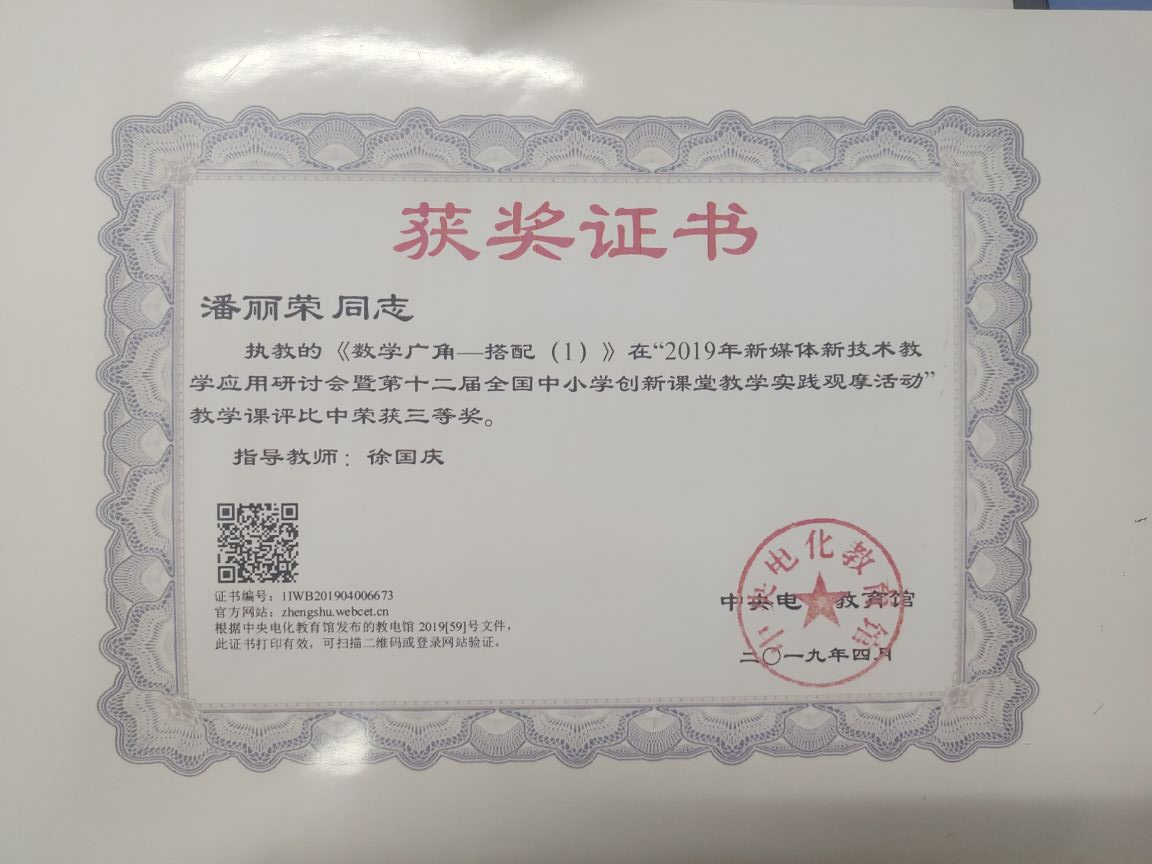 获奖证书
潘丽荣 同志
执教的《数学广角—搭配（1）》在“2019年新媒体新技术教
学应用研讨会暨第十二届全国中小学创新课堂教学实践观摩活动”
教学课评比中荣获三等奖。
指导教师：徐国庆
证书编号：1IWB201904006673
官方网站：zhengshu.webcet.cn
根据中央电化教育馆发布的教电馆 2019[59]号文件，
此证书打印有效，可扫描二维码或登录网站验证。
中央电化教育馆
中央电 教育馆
二〇一九年四月